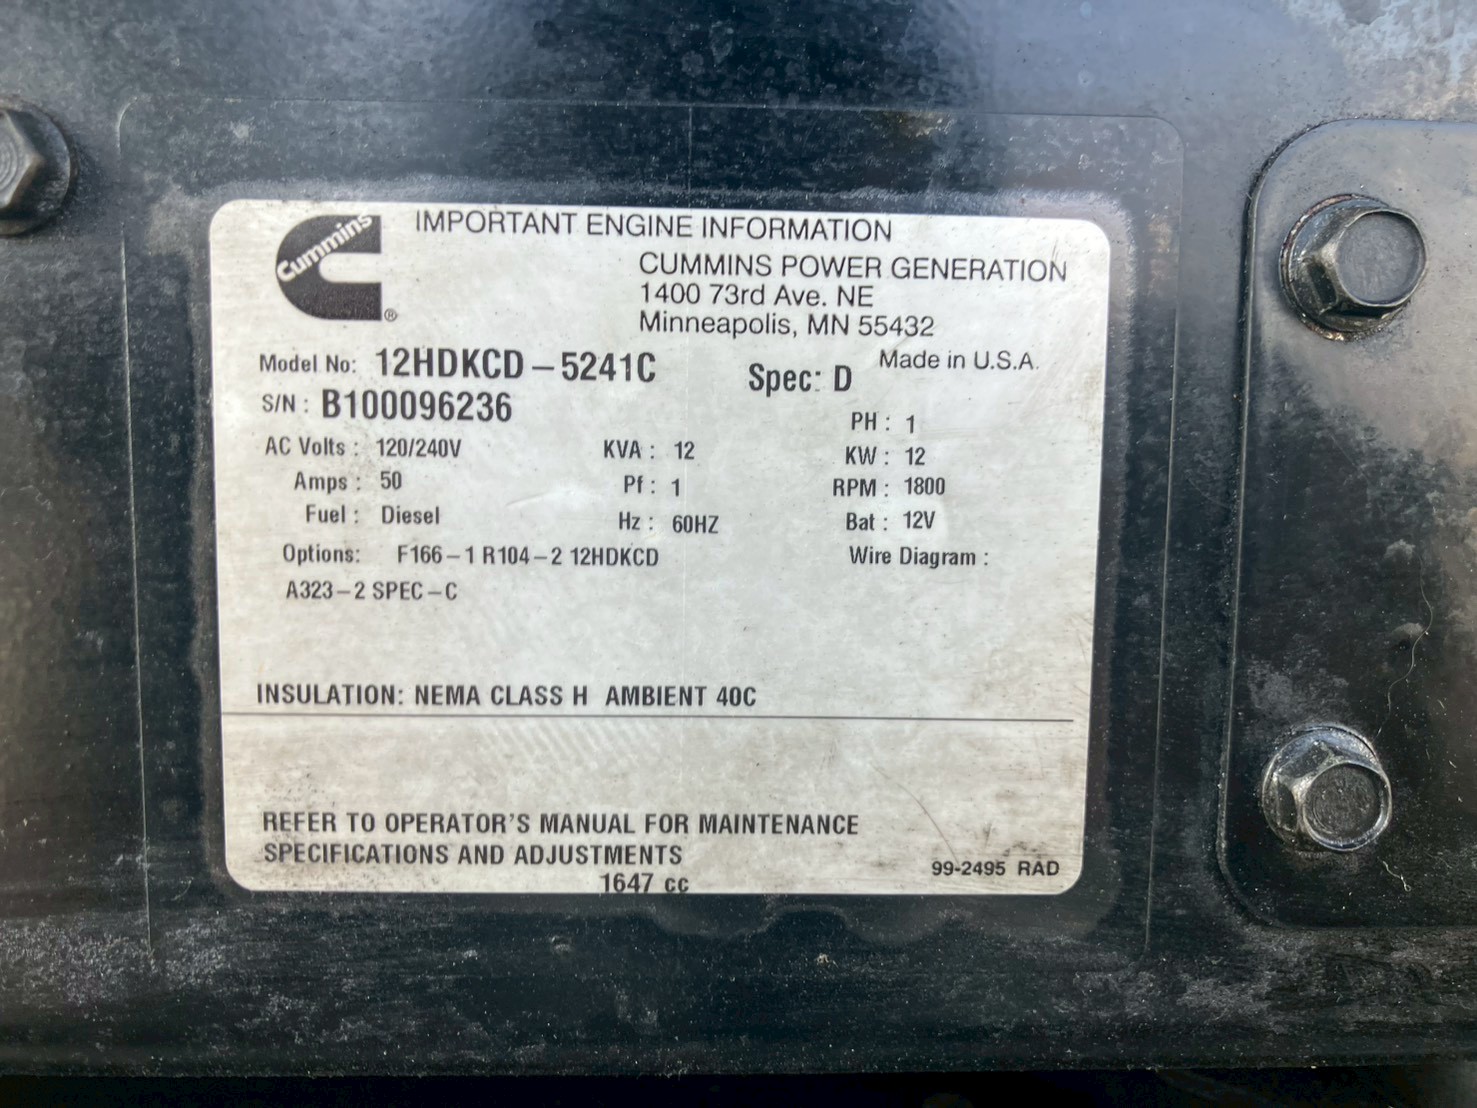 Cummins ®
IMPORTANT ENGINE INFORMATION
CUMMINS POWER GENERATION
1400 73rd Ave. NE
Minneapolis, MN 55432
Made in U.S.A.
Model No: 12HDKCD–5241C Spec: D
S/N : B100096236
PH : 1
AC Volts : 120/240V KVA : 12 KW : 12
Amps : 50 Pf : 1 RPM : 1800
Fuel : Diesel Hz : 60HZ Bat : 12V
Options: F166–1 R104–2 12HDKCD Wire Diagram :
A323–2 SPEC–C
INSULATION: NEMA CLASS H AMBIENT 40C
REFER TO OPERATOR'S MANUAL FOR MAINTENANCE
SPECIFICATIONS AND ADJUSTMENTS
1647 cc
99-2495 RAD